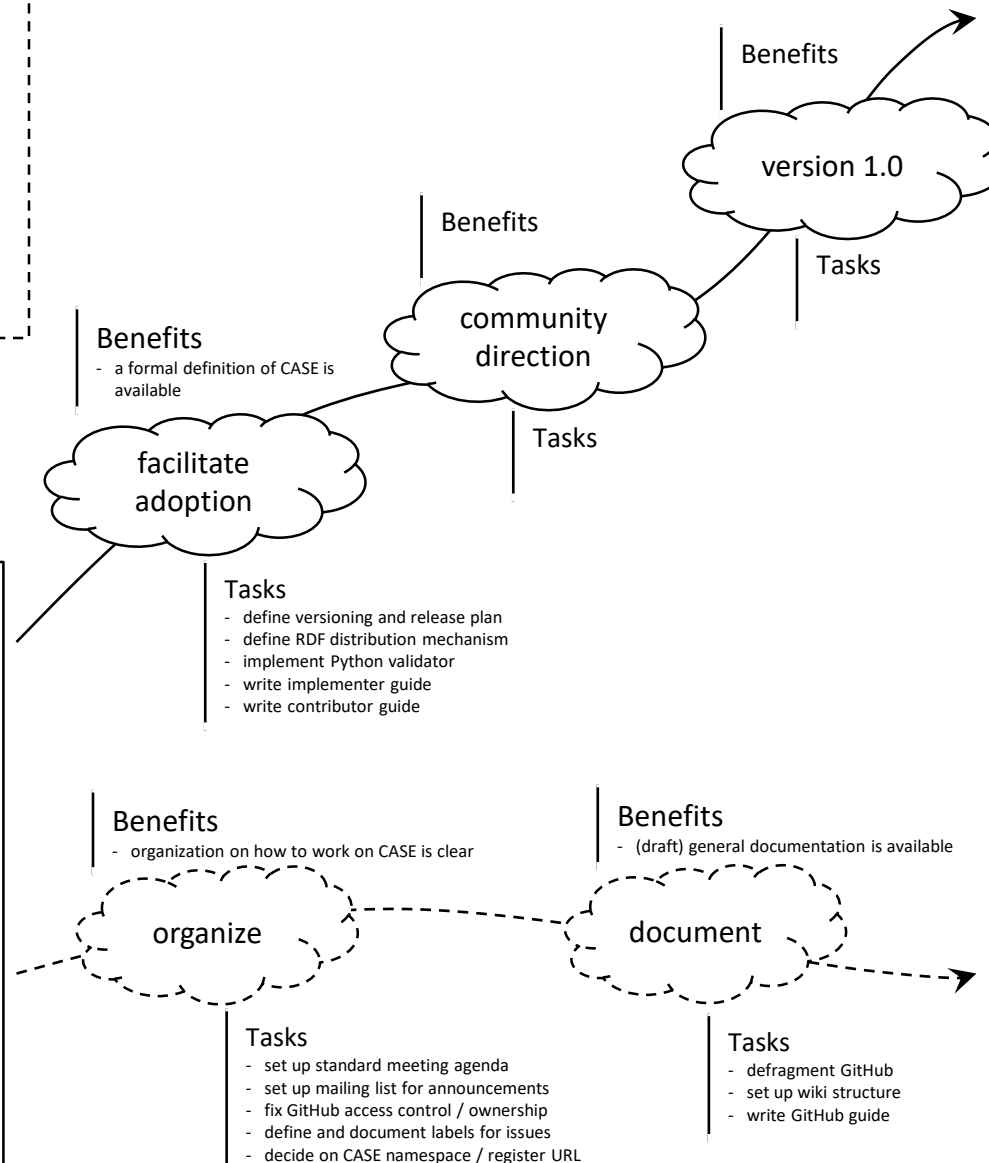 Benefits
version 1.0
Tasks
Benefits
community
direction
Tasks
Benefits
- a formal definition of CASE is
available
facilitate
adoption
Tasks
- define versioning and release plan
- define RDF distribution mechanism
- implement Python validator
- write implementer guide
- write contributor guide
Benefits
- organization on how to work on CASE is clear
organize
Tasks
- set up standard meeting agenda
- set up mailing list for announcements
- fix GitHub access control / ownership
- define and document labels for issues
- decide on CASE namespace / register URL
Benefits
- (draft) general documentation is available
document
Tasks
- defragment GitHub
- set up wiki structure
- write GitHub guide